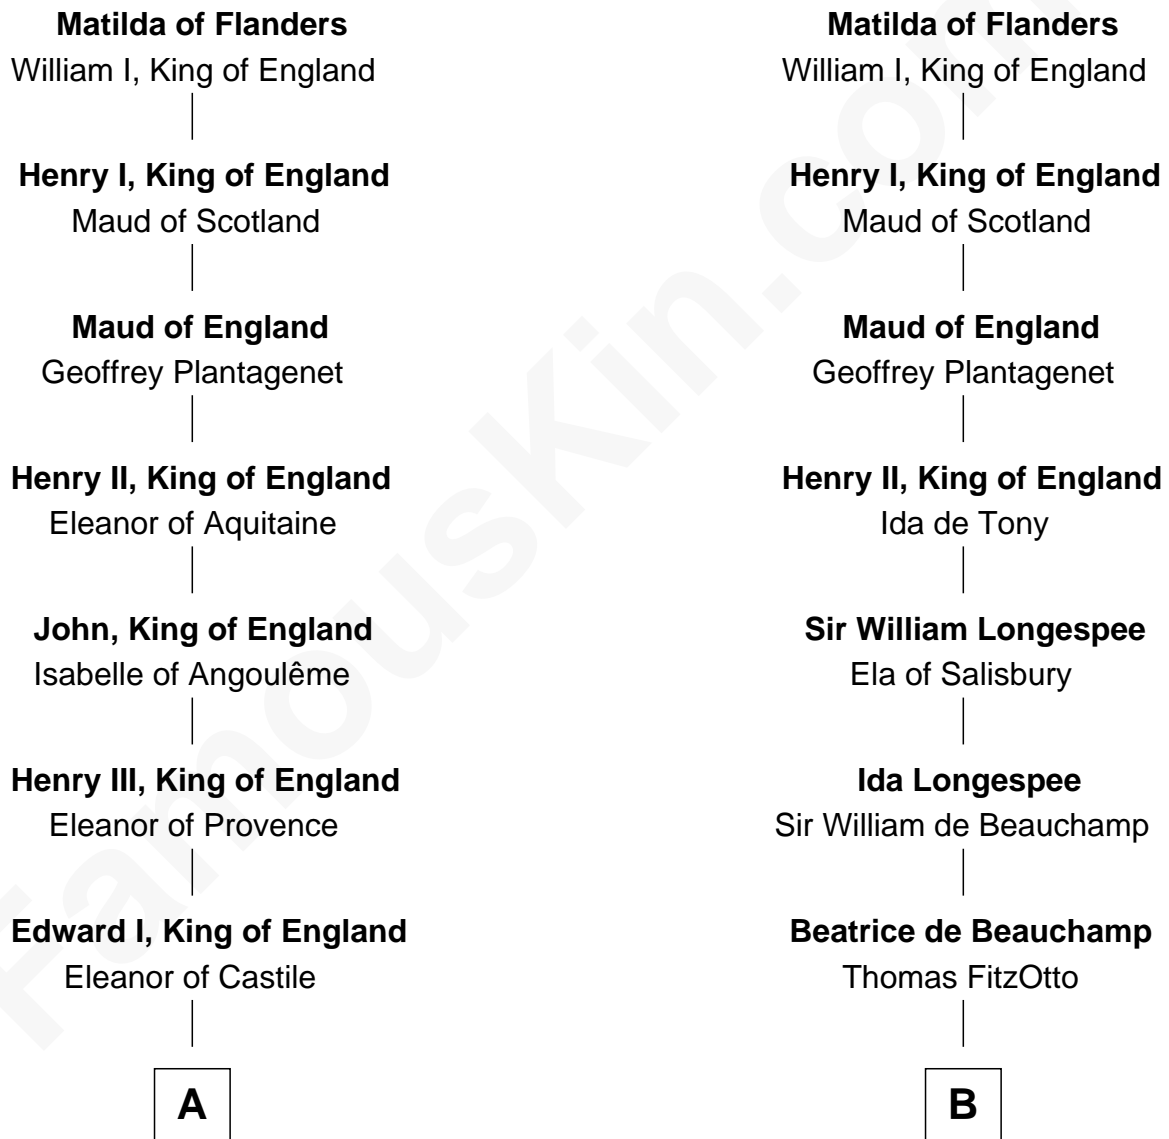 Matilda of Flanders
William I, King of England
Henry I, King of England
Maud of Scotland
Maud of England
Geoffrey Plantagenet
Henry II, King of England
Eleanor of Aquitaine
John, King of England
Isabelle of Angoulême
Henry III, King of England
Eleanor of Provence
Edward I, King of England
Eleanor of Castile
A
Matilda of Flanders
William I, King of England
Henry I, King of England
Maud of Scotland
Maud of England
Geoffrey Plantagenet
Henry II, King of England
Ida de Tony
Sir William Longespee
Ela of Salisbury
Ida Longespee
Sir William de Beauchamp
Beatrice de Beauchamp
Thomas FitzOtto
B
FamousKin.com